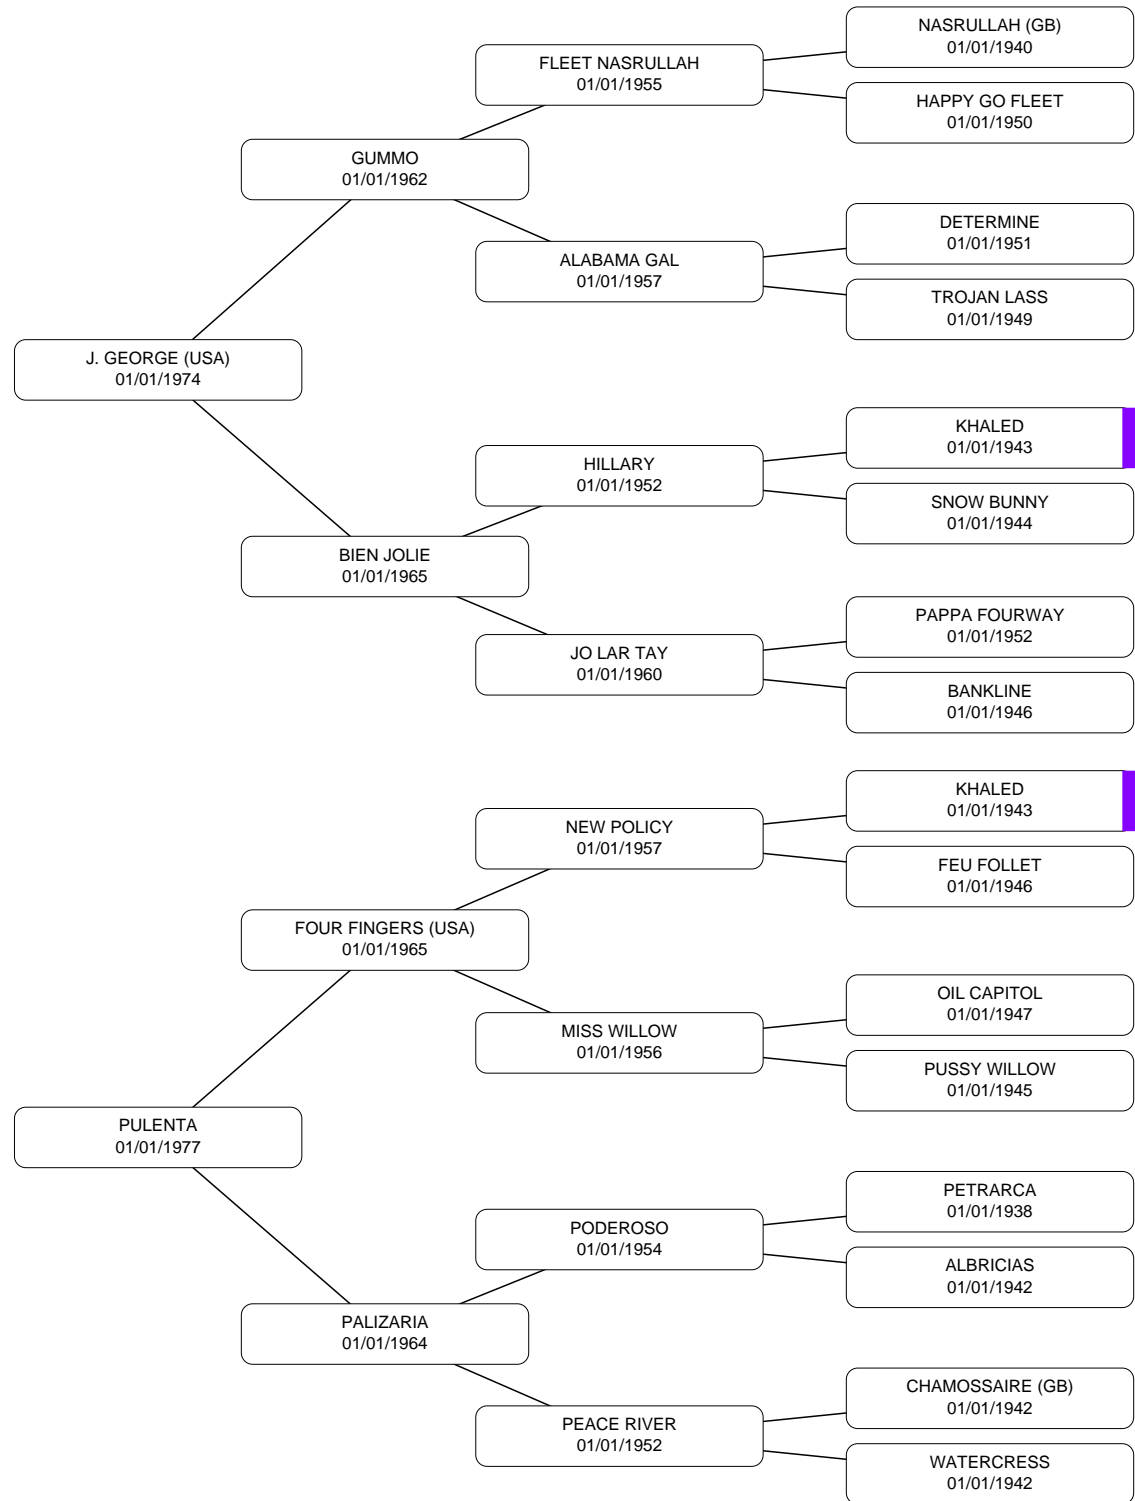 NASRULLAH (GB)
01/01/1940
FLEET NASRULLAH
01/01/1955
HAPPY GO FLEET
01/01/1950
GUMMO
01/01/1962
DETERMINE
01/01/1951
ALABAMA GAL
01/01/1957
TROJAN LASS
01/01/1949
J. GEORGE (USA)
01/01/1974
KHALED
01/01/1943
HILLARY
01/01/1952
SNOW BUNNY
01/01/1944
BIEN JOLIE
01/01/1965
PAPPA FOURWAY
01/01/1952
JO LAR TAY
01/01/1960
BANKLINE
01/01/1946
KHALED
01/01/1943
NEW POLICY
01/01/1957
FEU FOLLET
01/01/1946
FOUR FINGERS (USA)
01/01/1965
OIL CAPITOL
01/01/1947
MISS WILLOW
01/01/1956
PUSSY WILLOW
01/01/1945
PULENTA
01/01/1977
PETRARCA
01/01/1938
PODEROSO
01/01/1954
ALBRICIAS
01/01/1942
PALIZARIA
01/01/1964
CHAMOSSAIRE (GB)
01/01/1942
PEACE RIVER
01/01/1952
WATERCRESS
01/01/1942